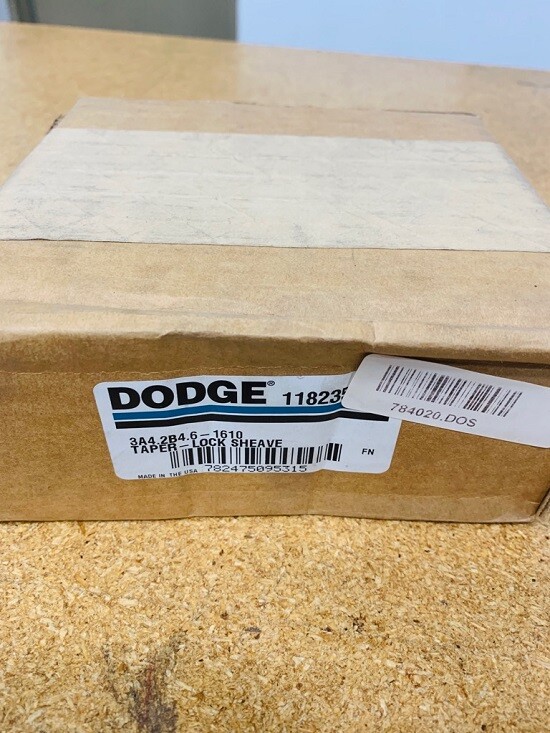 DODGE® 118235
3A4.2B4.6-1610
TAPER-LOCK SHEAVE
FN
MADE IN THE USA 782475095315
784020.DOS